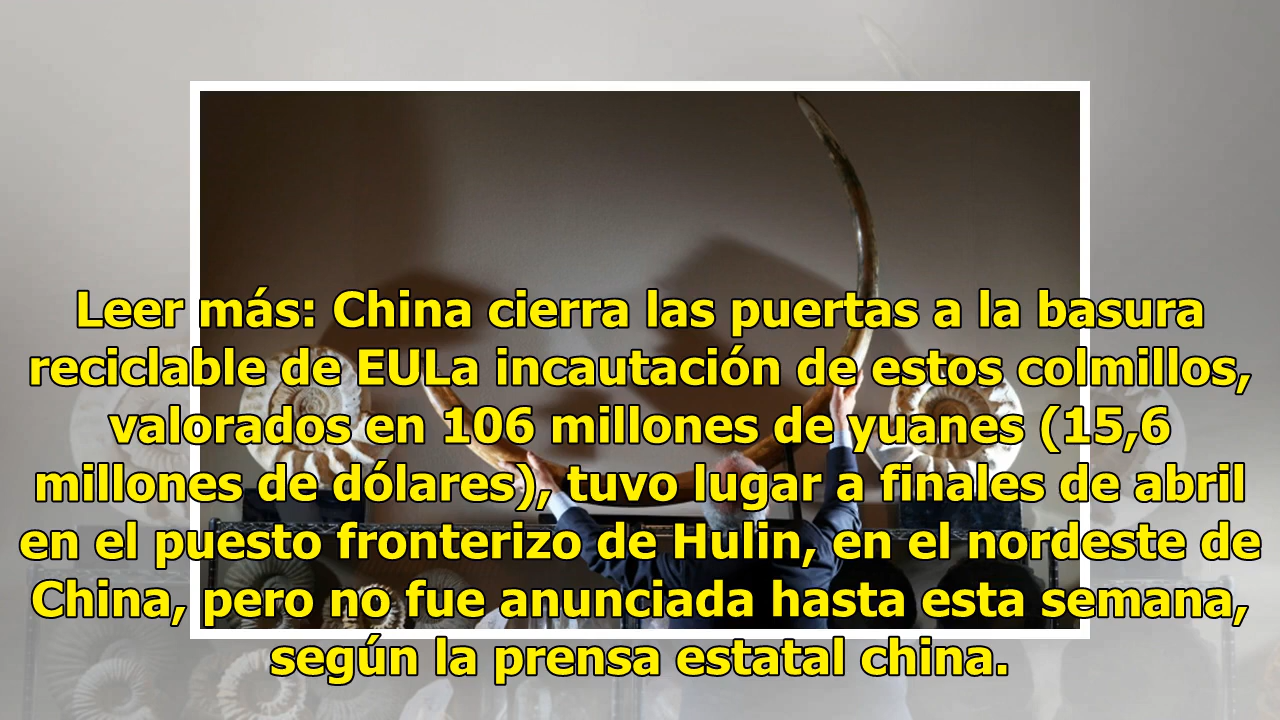 Leer más: China cierra las puertas a la basura
reciclable de EULa incautación de estos colmillos,
valorados en 106 millones de yuanes (15,6
millones de dólares), tuvo lugar a finales de abril
en el puesto fronterizo de Hulin, en el nordeste de
China, pero no fue anunciada hasta esta semana,
según la prensa estatal china.